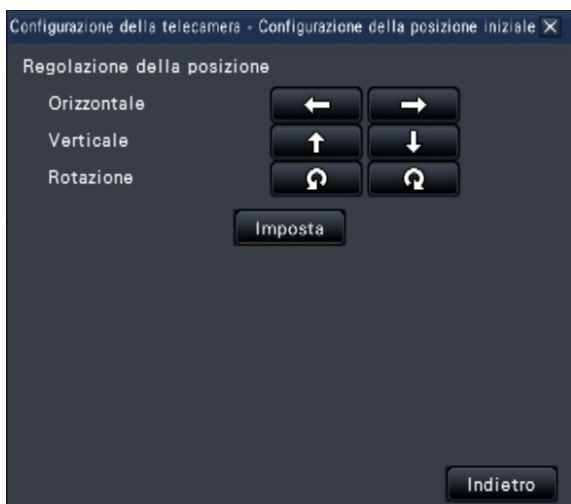 Configurazione della telecamera - Configurazione della posizione iniziale
Regolazione della posizione
Orizzontale
Verticale
Rotazione
Imposta
Indietro